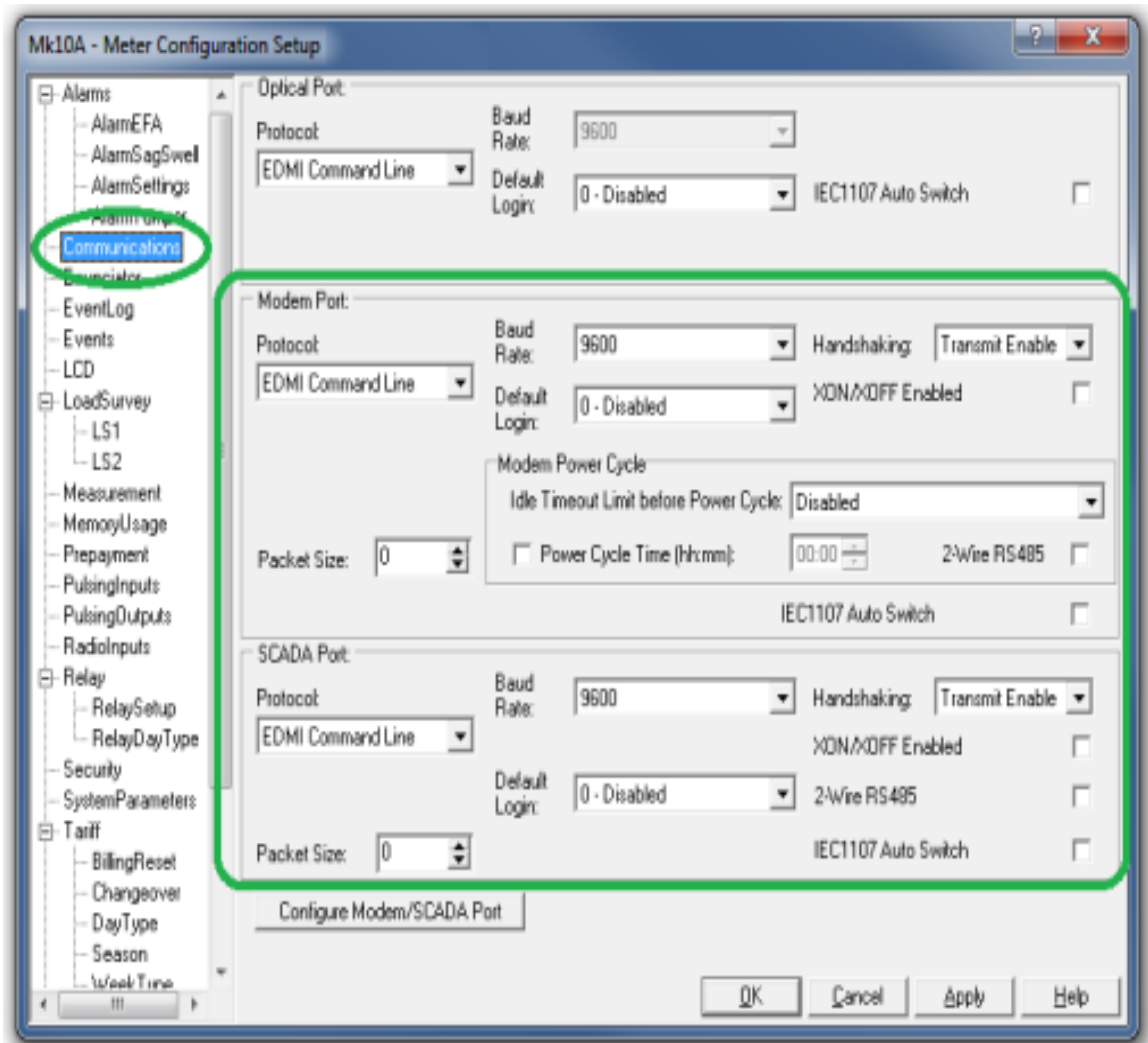 Mk10A - Meter Configuration Setup
Alarms
AlarmEFA
AlarmSagSwell
AlarmSettings
Communications
Enunciator
EventLog
Events
LCD
LoadSurvey
LS1
LS2
Measurement
MemoryUsage
Prepayment
PulsingInputs
PulsingOutputs
RadioInputs
Relay
RelaySetup
RelayDayType
Security
SystemParameters
Tariff
BillingReset
Changeover
DayType
Season
WeekType
Optical Port:
Protocol:
EDMI Command Line
Baud
Rate:
9600
Default
Login:
0 - Disabled
IEC1107 Auto Switch
Modem Port:
Protocol:
EDMI Command Line
Baud
Rate:
9600
Handshaking:
Transmit Enable
Default
Login:
0 - Disabled
XON/XOFF Enabled
Modem Power Cycle
Idle Timeout Limit before Power Cycle:
Disabled
Packet Size:
0
Power Cycle Time (hh:mm):
00:00
2-Wire RS485
IEC1107 Auto Switch
SCADA Port:
Protocol:
EDMI Command Line
Baud
Rate:
9600
Handshaking:
Transmit Enable
XON/XOFF Enabled
Default
Login:
0 - Disabled
2-Wire RS485
Packet Size:
0
IEC1107 Auto Switch
Configure Modem/SCADA Port
OK
Cancel
Apply
Help